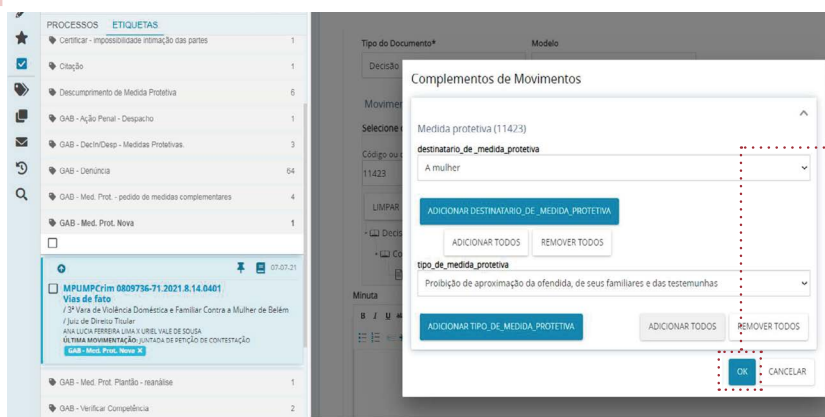 PROCESSOS ETIQUETAS
Certificar - impossibilidade intimação das partes 1
Citação 1
Descumprimento de Medida Protetiva 6
GAB - Ação Penal - Despacho 1
GAB - Decin/Desp - Medidas Protetivas. 3
GAB - Denúncia 64
GAB - Med. Prot. - pedido de medidas complementares 4
GAB - Med. Prot. Nova 1
07-07-21
MPUMPCrim 0809736-71.2021.8.14.0401
Vias de fato
/ 3ª Vara de Violência Doméstica e Familiar Contra a Mulher de Belém
/ Juiz de Direito Titular
ANA LUCIA FERREIRA LIMA X URIEL VALE DE SOUSA
ÚLTIMA MOVIMENTAÇÃO: JUNTADA DE PETIÇÃO DE CONTESTAÇÃO
GAB - Med. Prot. Nova X
GAB - Med. Prot. Plantão - reanálise 1
GAB - Verificar Competência 2
Tipo do Documento* Modelo
Decisão
Movimen
Selecione
Código ou
11423
LIMPAR
Decis
Co
Minuta
B I U
Complementos de Movimentos
Medida protetiva (11423)
destinatario_de _medida_protetiva
A mulher
ADICIONAR DESTINATARIO_DE _MEDIDA_PROTETIVA
ADICIONAR TODOS REMOVER TODOS
tipo_de_medida_protetiva
Proibição de aproximação da ofendida, de seus familiares e das testemunhas
ADICIONAR TIPO_DE_MEDIDA_PROTETIVA ADICIONAR TODOS REMOVER TODOS
OK CANCELAR